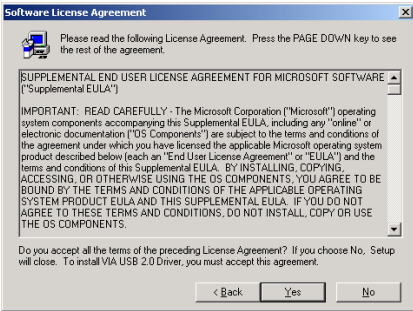 Software License Agreement
Please read the following License Agreement. Press the PAGE DOWN key to see
the rest of the agreement.
SUPPLEMENTAL END USER LICENSE AGREEMENT FOR MICROSOFT SOFTWARE
("Supplemental EULA")
IMPORTANT: READ CAREFULLY - The Microsoft Corporation ("Microsoft") operating
system components accompanying this Supplemental EULA, including any "online" or
electronic documentation ("OS Components") are subject to the terms and conditions of
the agreement under which you have licensed the applicable Microsoft operating system
product described below (each an "End User License Agreement" or "EULA") and the
terms and conditions of this Supplemental EULA. BY INSTALLING, COPYING,
ACCESSING, OR OTHERWISE USING THE OS COMPONENTS, YOU AGREE TO BE
BOUND BY THE TERMS AND CONDITIONS OF THE APPLICABLE OPERATING
SYSTEM PRODUCT EULA AND THIS SUPPLEMENTAL EULA. IF YOU DO NOT
AGREE TO THESE TERMS AND CONDITIONS, DO NOT INSTALL, COPY OR USE
THE OS COMPONENTS.
Do you accept all the terms of the preceding License Agreement? If you choose No, Setup
will close. To install VIA USB 2.0 Driver, you must accept this agreement.
< Back Yes No